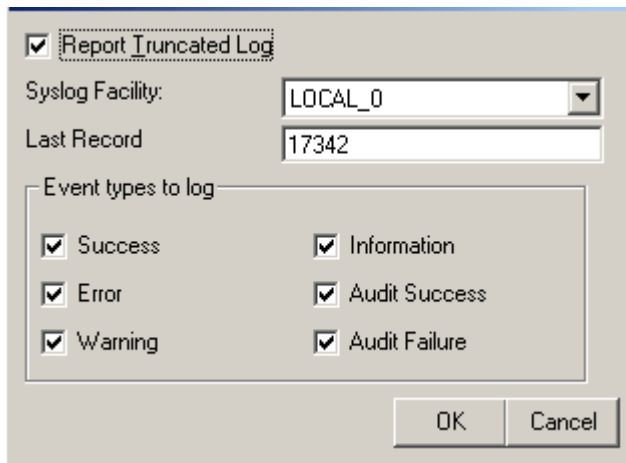 Report Truncated Log
Syslog Facility: LOCAL_0
Last Record 17342
Event types to log
Success Information
Error Audit Success
Warning Audit Failure
OK Cancel